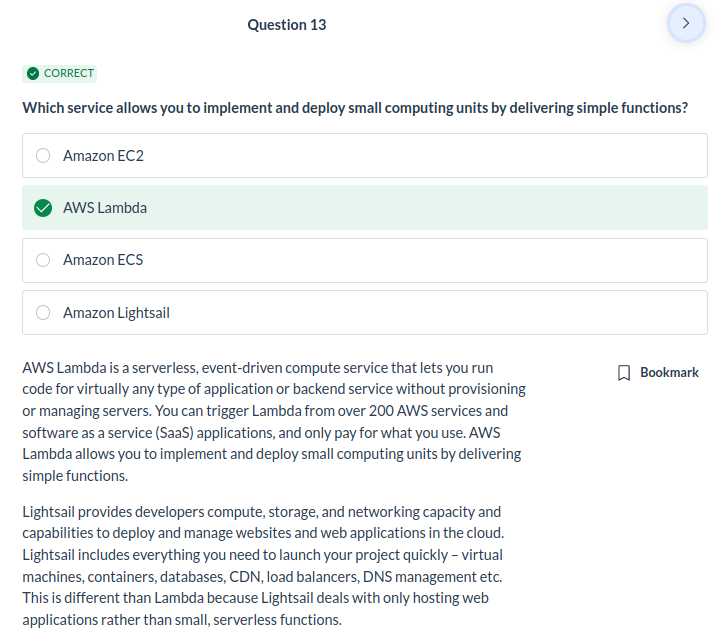 Question 13
CORRECT
Which service allows you to implement and deploy small computing units by delivering simple functions?
Amazon EC2
AWS Lambda
Amazon ECS
Amazon Lightsail
AWS Lambda is a serverless, event-driven compute service that lets you run
code for virtually any type of application or backend service without provisioning
or managing servers. You can trigger Lambda from over 200 AWS services and
software as a service (SaaS) applications, and only pay for what you use. AWS
Lambda allows you to implement and deploy small computing units by delivering
simple functions.
Bookmark
Lightsail provides developers compute, storage, and networking capacity and
capabilities to deploy and manage websites and web applications in the cloud.
Lightsail includes everything you need to launch your project quickly – virtual
machines, containers, databases, CDN, load balancers, DNS management etc.
This is different than Lambda because Lightsail deals with only hosting web
applications rather than small, serverless functions.